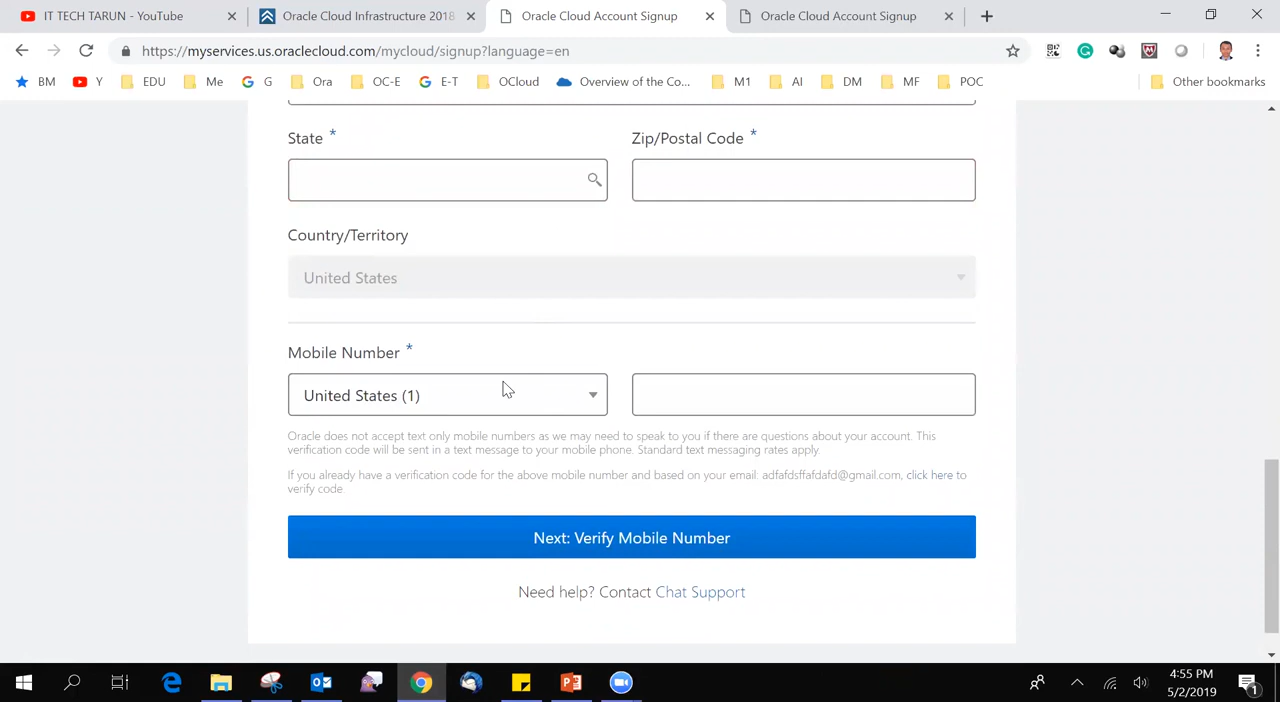 IT TECH TARUN - YouTube
Oracle Cloud Infrastructure 2018
Oracle Cloud Account Signup
Oracle Cloud Account Signup
https://myservices.us.oraclecloud.com/mycloud/signup?language=en
BM Y EDU Me G Ora OC-E E-T OCloud Overview of the Co... M1 AI DM MF POC Other bookmarks
State * Zip/Postal Code *
Country/Territory
United States
Mobile Number *
United States (1)
Oracle does not accept text only mobile numbers as we may need to speak to you if there are questions about your account. This
verification code will be sent in a text message to your mobile phone. Standard text messaging rates apply.
If you already have a verification code for the above mobile number and based on your email: adfafdsffafdafd@gmail.com, click here to
verify code.
Next: Verify Mobile Number
Need help? Contact Chat Support
4:55 PM
5/2/2019
1